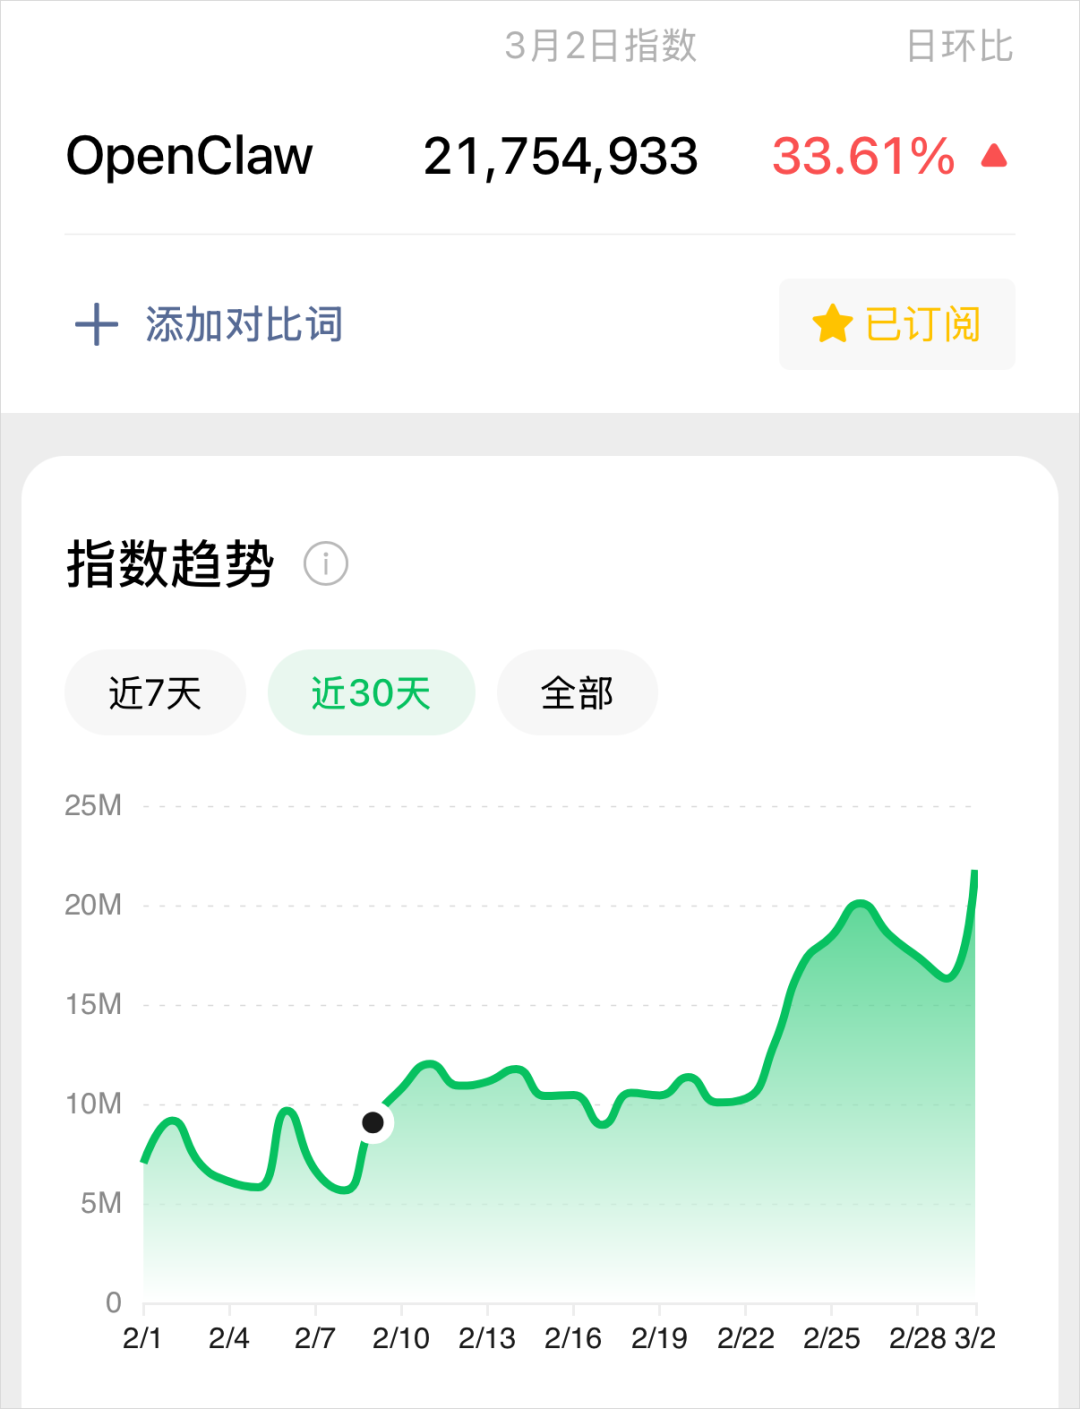 3月2日指数 日环比
OpenClaw 21,754,933 33.61% ▲
添加对比词 已订阅
指数趋势
近7天 近30天 全部
25M
20M
15M
10M
5M
0
2/1 2/4 2/7 2/10 2/13 2/16 2/19 2/22 2/25 2/28 3/2